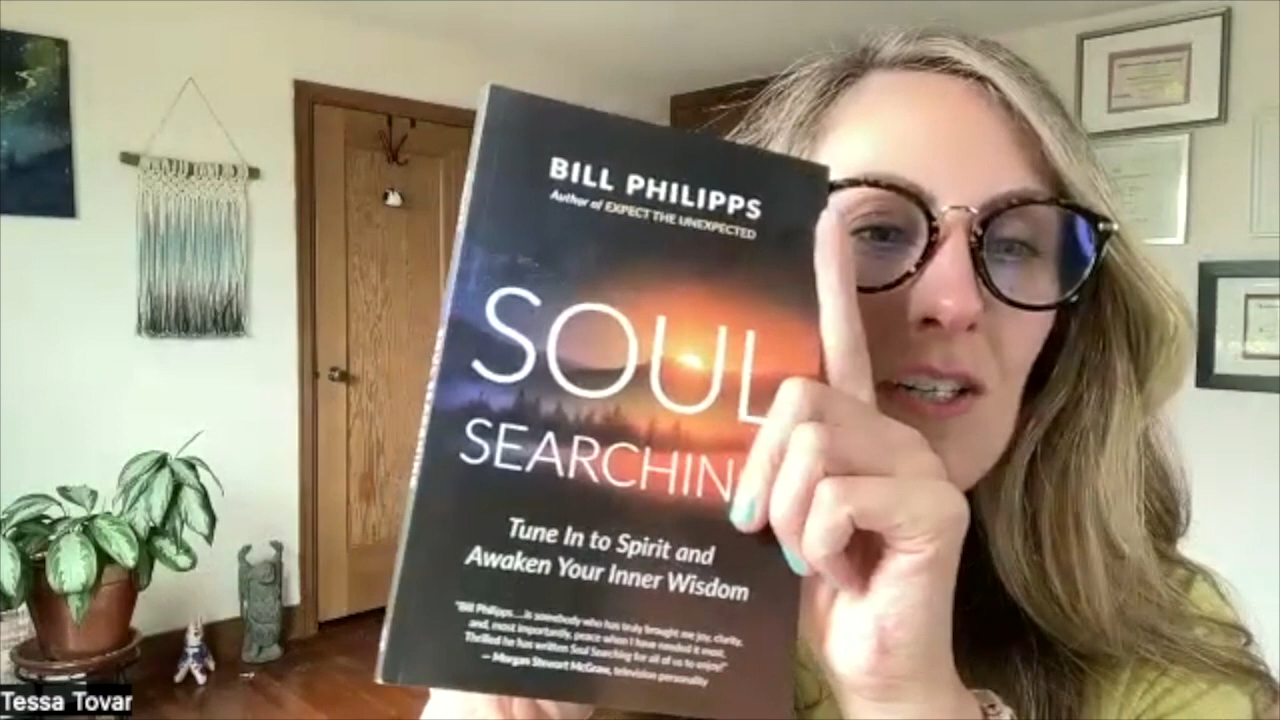 BILL PHILIPPS
Author of EXPECT THE UNEXPECTED
SOUL
SEARCHIN
Tune In to Spirit and
Awaken Your Inner Wisdom
"Bill Philipps ... is somebody who has truly brought me joy, clarity,
and, most importantly, peace when I have needed it most.
Thrilled he has written Soul Searching for all of us to enjoy!"
— Morgan Stewart McGraw, television personality
Tessa Tovar